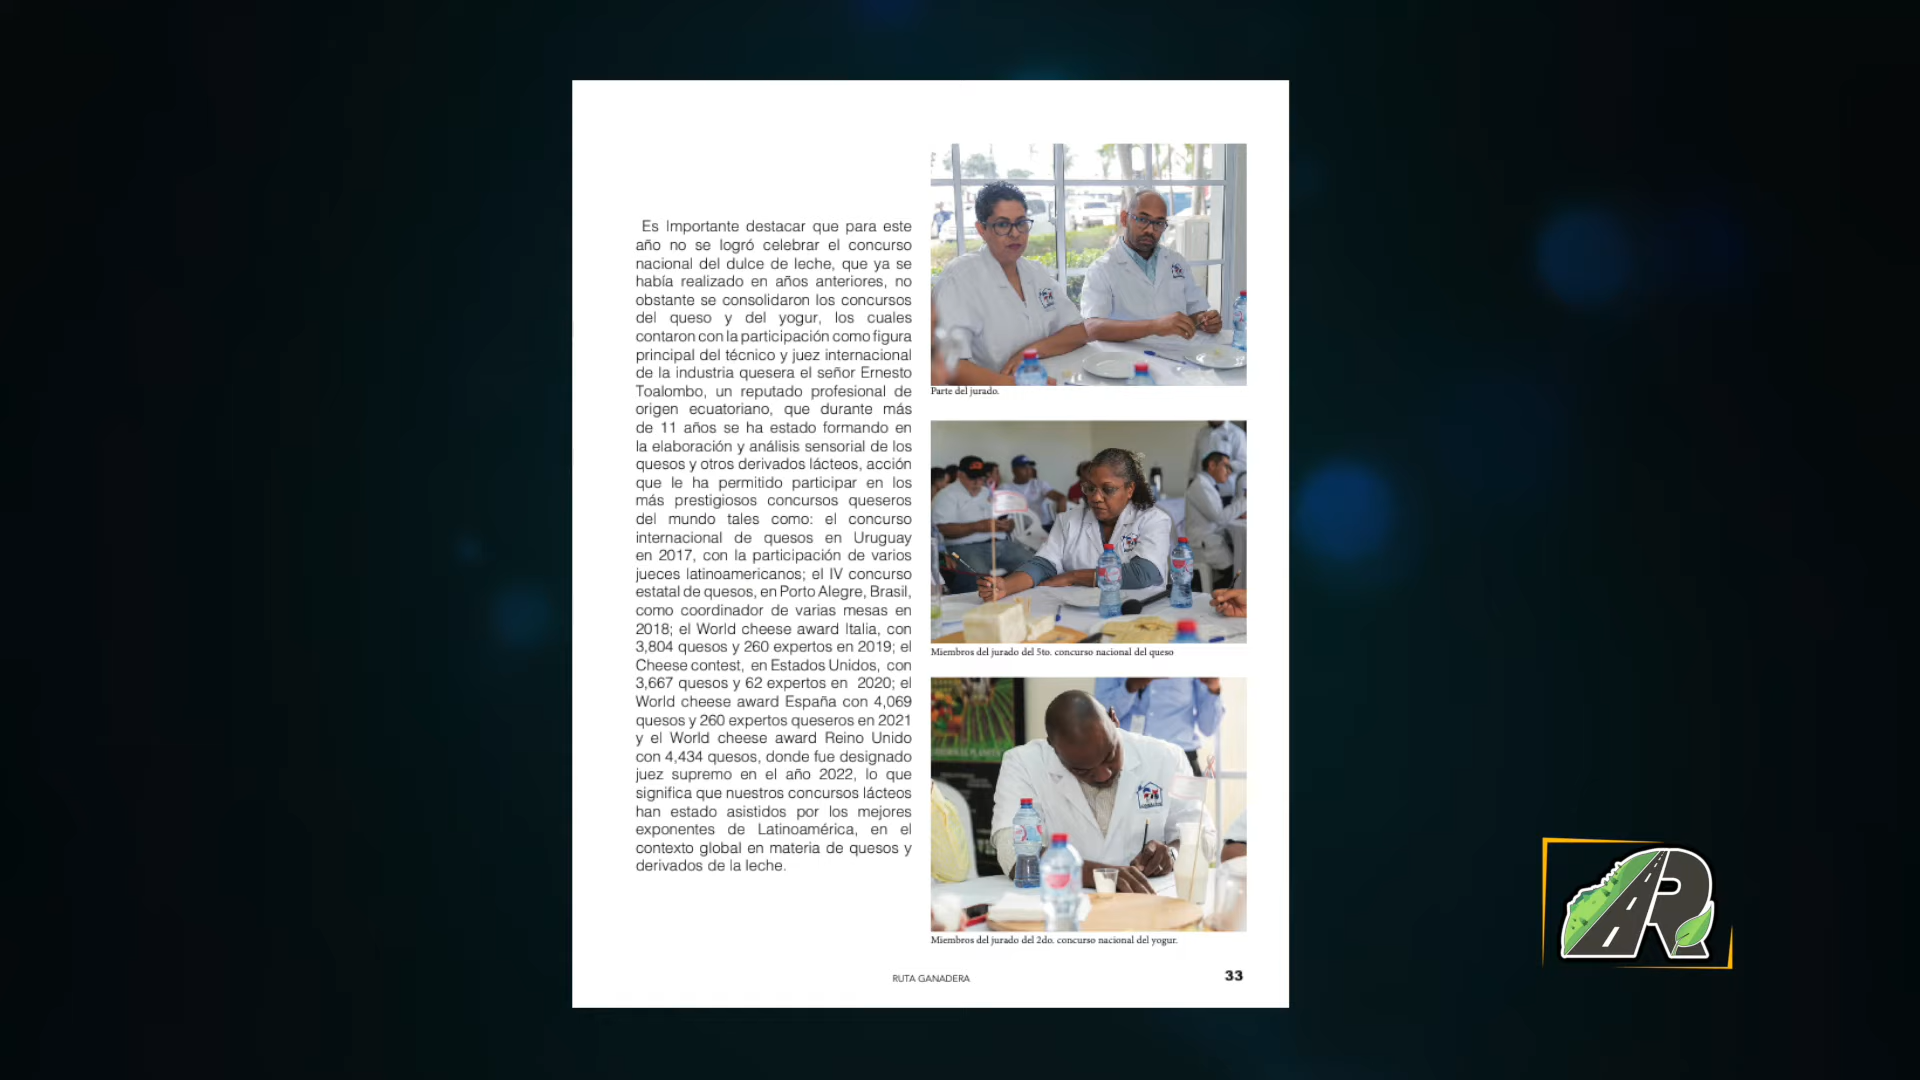 Es Importante destacar que para este
año no se logró celebrar el concurso
nacional del dulce de leche, que ya se
había realizado en años anteriores, no
obstante se consolidaron los concursos
del queso y del yogur, los cuales
contaron con la participación como figura
principal del técnico y juez internacional
de la industria quesera el señor Ernesto
Toalombo, un reputado profesional de
origen ecuatoriano, que durante más
de 11 años se ha estado formando en
la elaboración y análisis sensorial de los
quesos y otros derivados lácteos, acción
que le ha permitido participar en los
más prestigiosos concursos queseros
del mundo tales como: el concurso
internacional de quesos en Uruguay
en 2017, con la participación de varios
jueces latinoamericanos; el IV concurso
estatal de quesos, en Porto Alegre, Brasil,
como coordinador de varias mesas en
2018; el World cheese award Italia, con
3,804 quesos y 260 expertos en 2019; el
Cheese contest, en Estados Unidos, con
3,667 quesos y 62 expertos en 2020; el
World cheese award España con 4,069
quesos y 260 expertos queseros en 2021
y el World cheese award Reino Unido
con 4,434 quesos, donde fue designado
juez supremo en el año 2022, lo que
significa que nuestros concursos lácteos
han estado asistidos por los mejores
exponentes de Latinoamérica, en el
contexto global en materia de quesos y
derivados de la leche.
Parte del jurado.
Miembros del jurado del 5to. concurso nacional del queso
Miembros del jurado del 2do. concurso nacional del yogur.
RUTA GANADERA
33
R